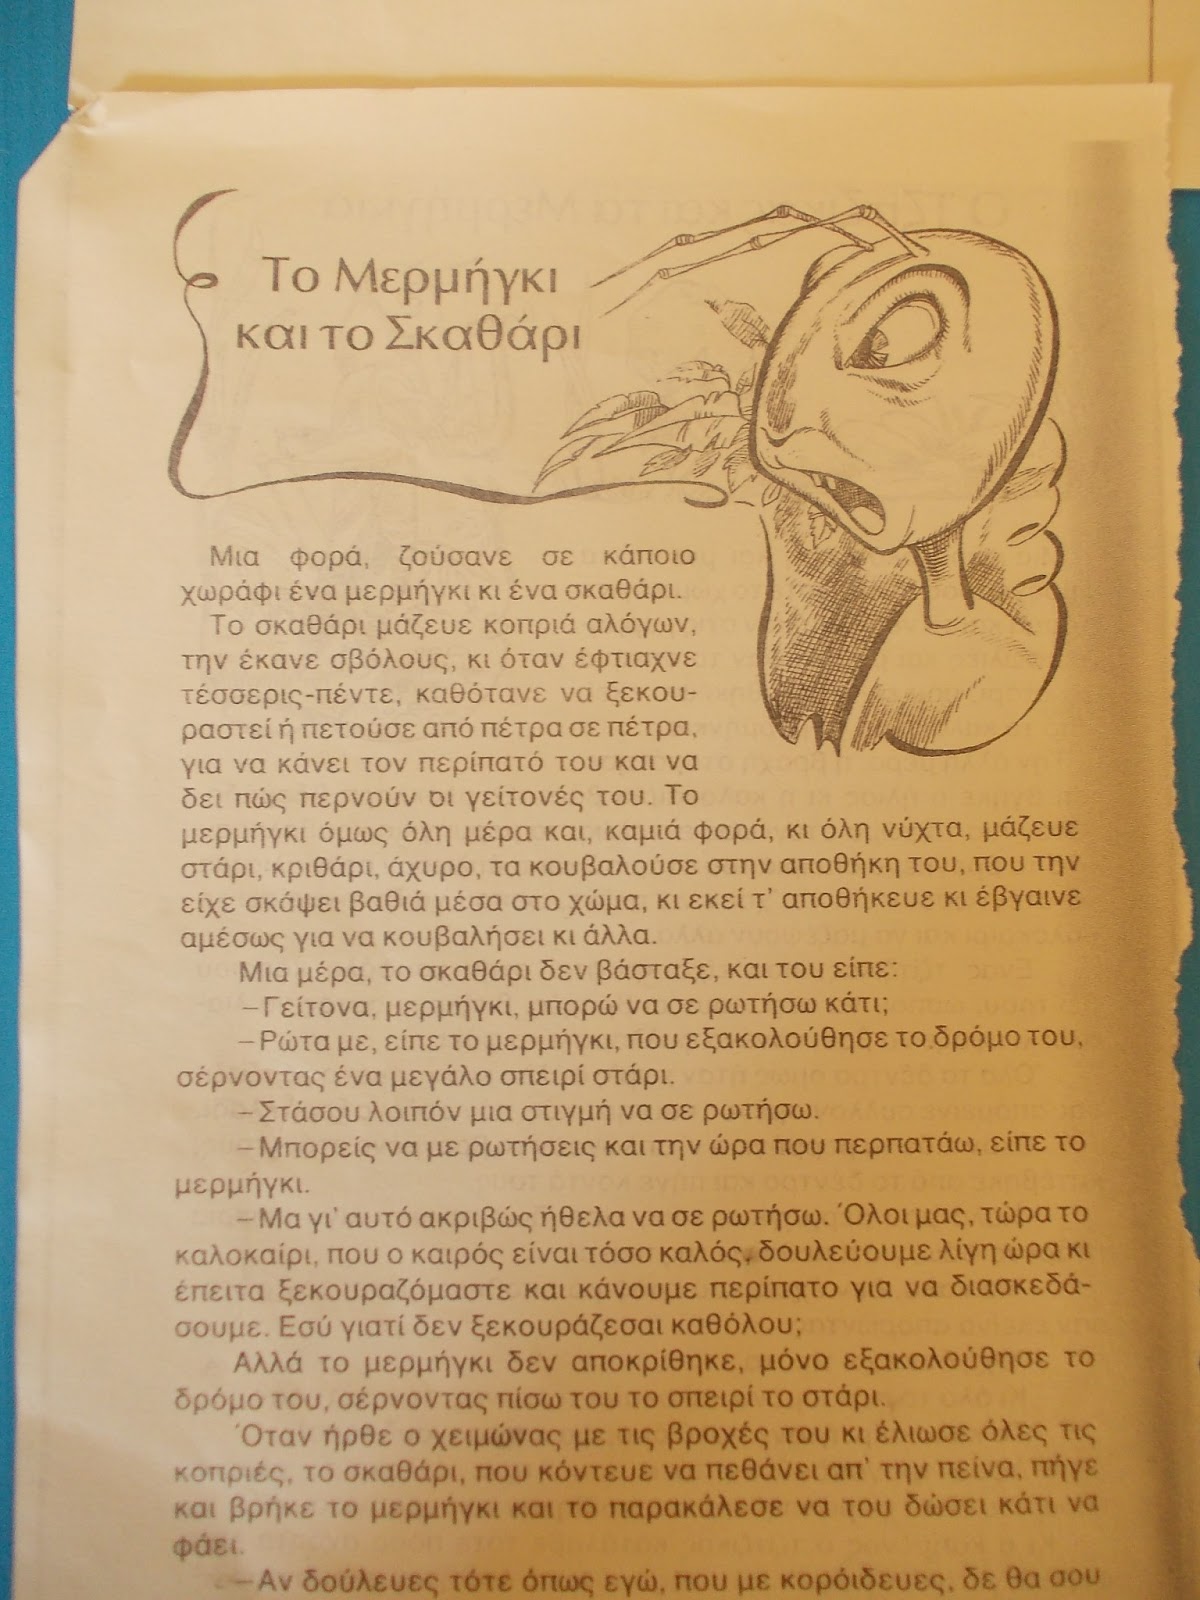 Το Μερμήγκι
και το Σκαθάρι
Μια φορά, ζούσανε σε κάποιο
χωράφι ένα μερμήγκι κι ένα σκαθάρι.
Το σκαθάρι μάζευε κοπριά αλόγων,
την έκανε σβόλους, κι όταν έφτιαχνε
τέσσερις-πέντε, καθότανε να ξεκου-
ραστεί ή πετούσε από πέτρα σε πέτρα,
για να κάνει τον περίπατό του και να
δει πώς περνούν οι γείτονές του. Το
μερμήγκι όμως όλη μέρα και, καμιά φορά, κι όλη νύχτα, μάζευε
στάρι, κριθάρι, άχυρο, τα κουβαλούσε στην αποθήκη του, που την
είχε σκάψει βαθιά μέσα στο χώμα, κι εκεί τ' αποθήκευε κι έβγαινε
αμέσως για να κουβαλήσει κι άλλα.
Μια μέρα, το σκαθάρι δεν βάσταξε, και του είπε:
– Γείτονα, μερμήγκι, μπορώ να σε ρωτήσω κάτι;
– Ρώτα με, είπε το μερμήγκι, που εξακολούθησε το δρόμο του,
σέρνοντας ένα μεγάλο σπειρί στάρι.
– Στάσου λοιπόν μια στιγμή να σε ρωτήσω.
– Μπορείς να με ρωτήσεις και την ώρα που περπατάω, είπε το
μερμήγκι.
– Μα γι' αυτό ακριβώς ήθελα να σε ρωτήσω. Όλοι μας, τώρα το
καλοκαίρι, που ο καιρός είναι τόσο καλός, δουλεύουμε λίγη ώρα κι
έπειτα ξεκουραζόμαστε και κάνουμε περίπατο για να διασκεδά-
σουμε. Εσύ γιατί δεν ξεκουράζεσαι καθόλου;
Αλλά το μερμήγκι δεν αποκρίθηκε, μόνο εξακολούθησε το
δρόμο του, σέρνοντας πίσω του το σπειρί το στάρι.
Όταν ήρθε ο χειμώνας με τις βροχές του κι έλιωσε όλες τις
κοπριές, το σκαθάρι, που κόντευε να πεθάνει απ' την πείνα, πήγε
και βρήκε το μερμήγκι και το παρακάλεσε να του δώσει κάτι να
φάει.
– Αν δούλευες τότε όπως εγώ, που με κορόιδευες, δε θα σου